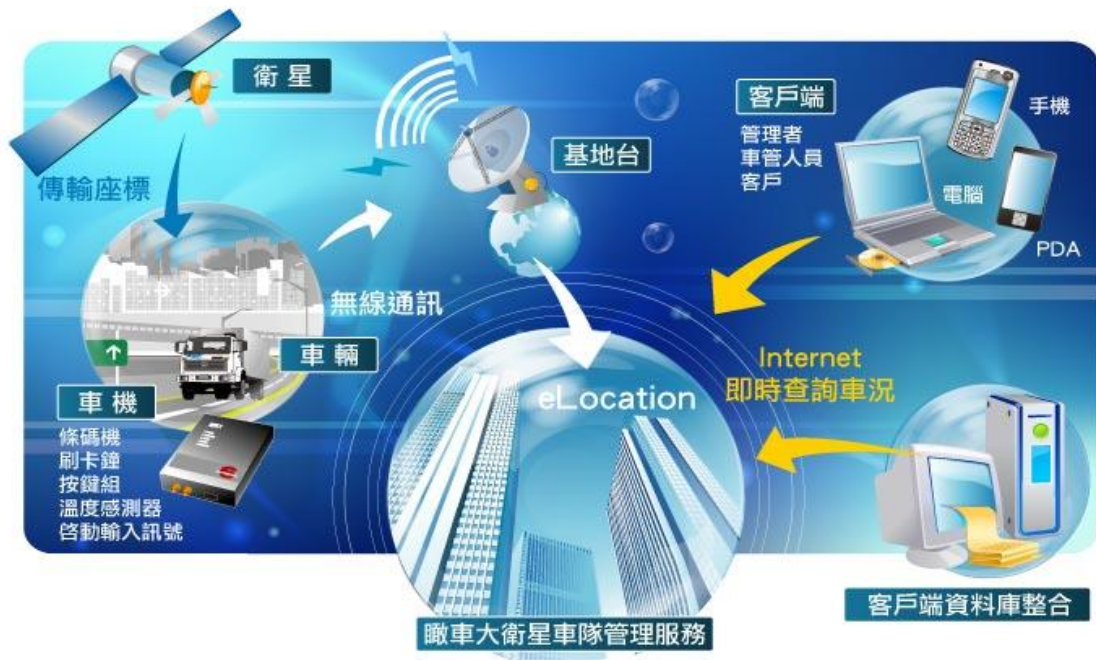 衛星
傳輸座標
基地台
無線通訊
車輛
車機
條碼機
刷卡鐘
按鍵組
溫度感測器
啓動輸入訊號
客戶端
管理者
車管人員
客戶
手機
電腦
PDA
Internet
即時查詢車況
eLocation
瞰車大衛星車隊管理服務
客戶端資料庫整合